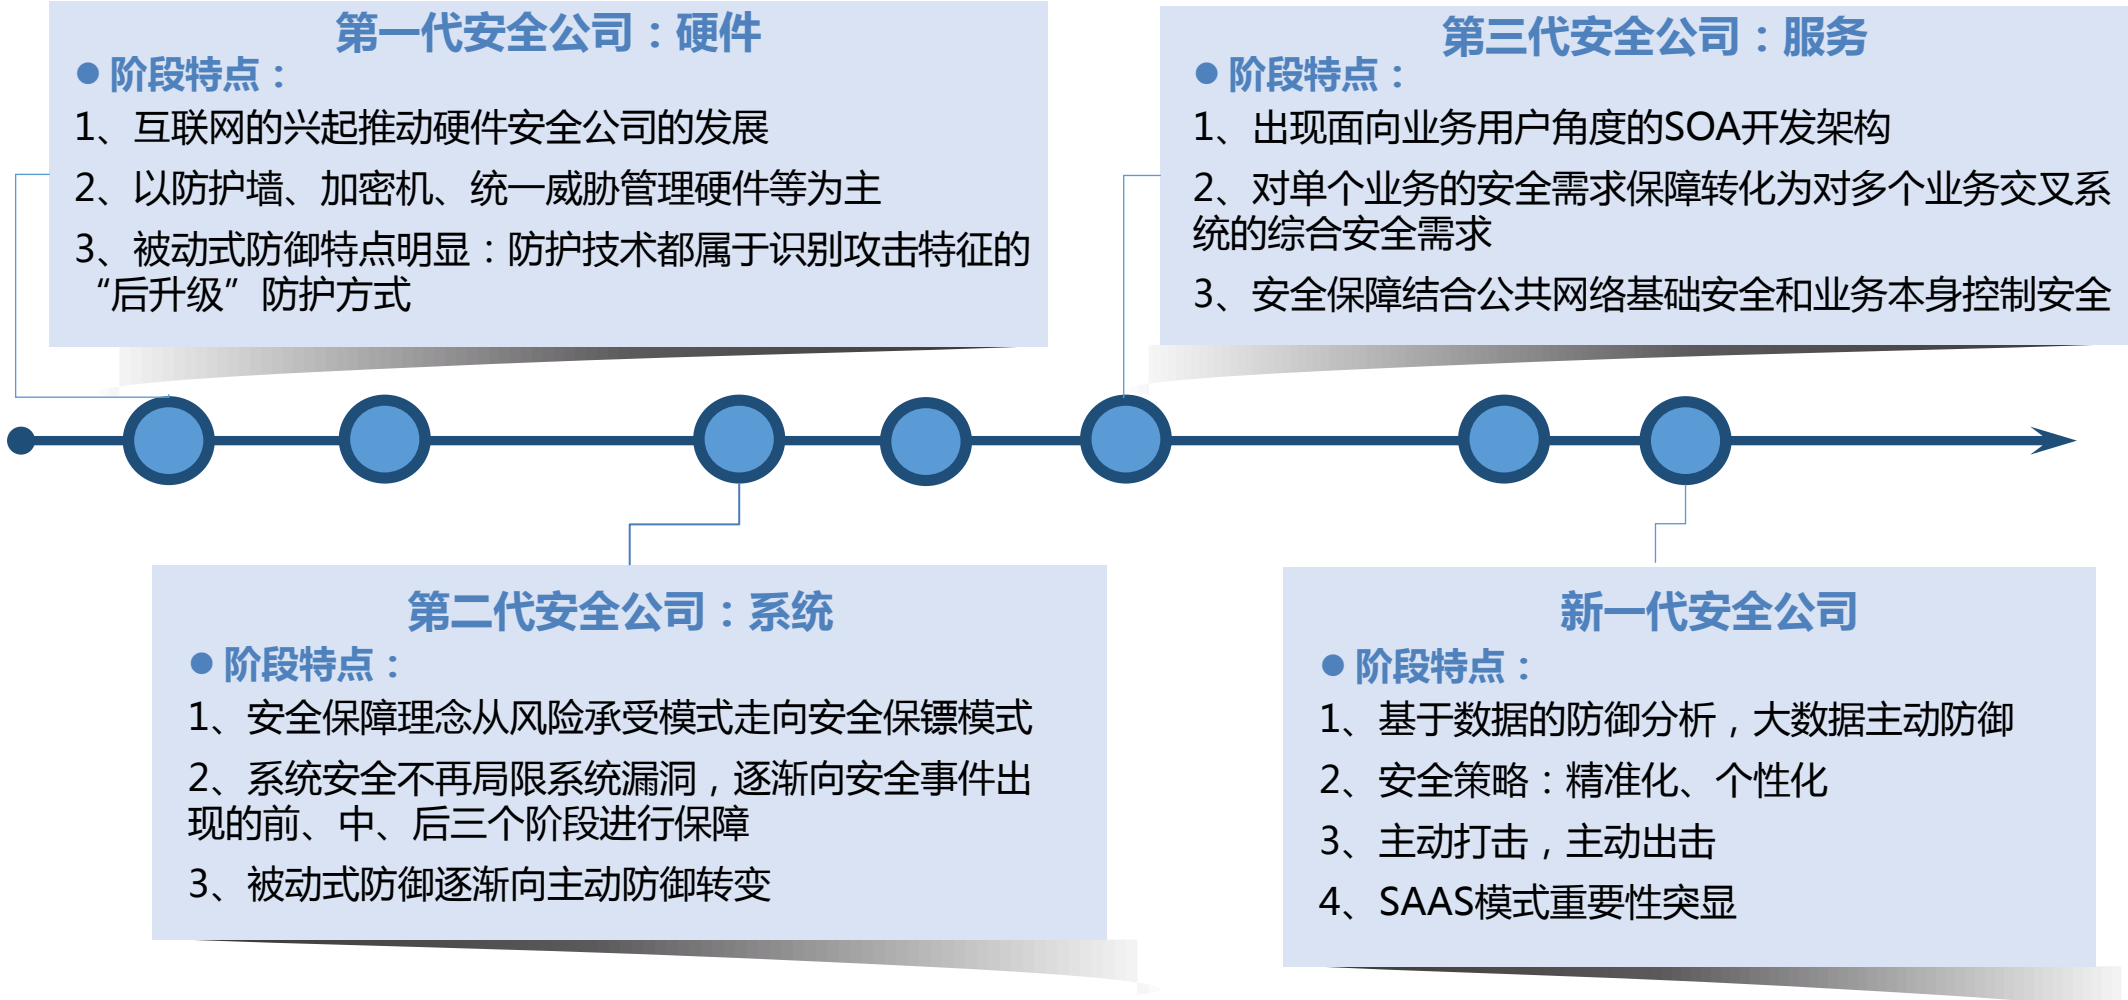 第一代安全公司：硬件
●阶段特点：
1、互联网的兴起推动硬件安全公司的发展
2、以防护墙、加密机、统一威胁管理硬件等为主
3、被动式防御特点明显：防护技术都属于识别攻击特征的
“后升级”防护方式
第三代安全公司：服务
●阶段特点：
1、出现面向业务用户角度的SOA开发架构
2、对单个业务的安全需求保障转化为对多个业务交叉系
统的综合安全需求
3、安全保障结合公共网络基础安全和业务本身控制安全
第二代安全公司：系统
●阶段特点：
1、安全保障理念从风险承受模式走向安全保镖模式
2、系统安全不再局限系统漏洞，逐渐向安全事件出
现的前、中、后三个阶段进行保障
3、被动式防御逐渐向主动防御转变
新一代安全公司
●阶段特点：
1、基于数据的防御分析，大数据主动防御
2、安全策略：精准化、个性化
3、主动打击，主动出击
4、SAAS模式重要性突显